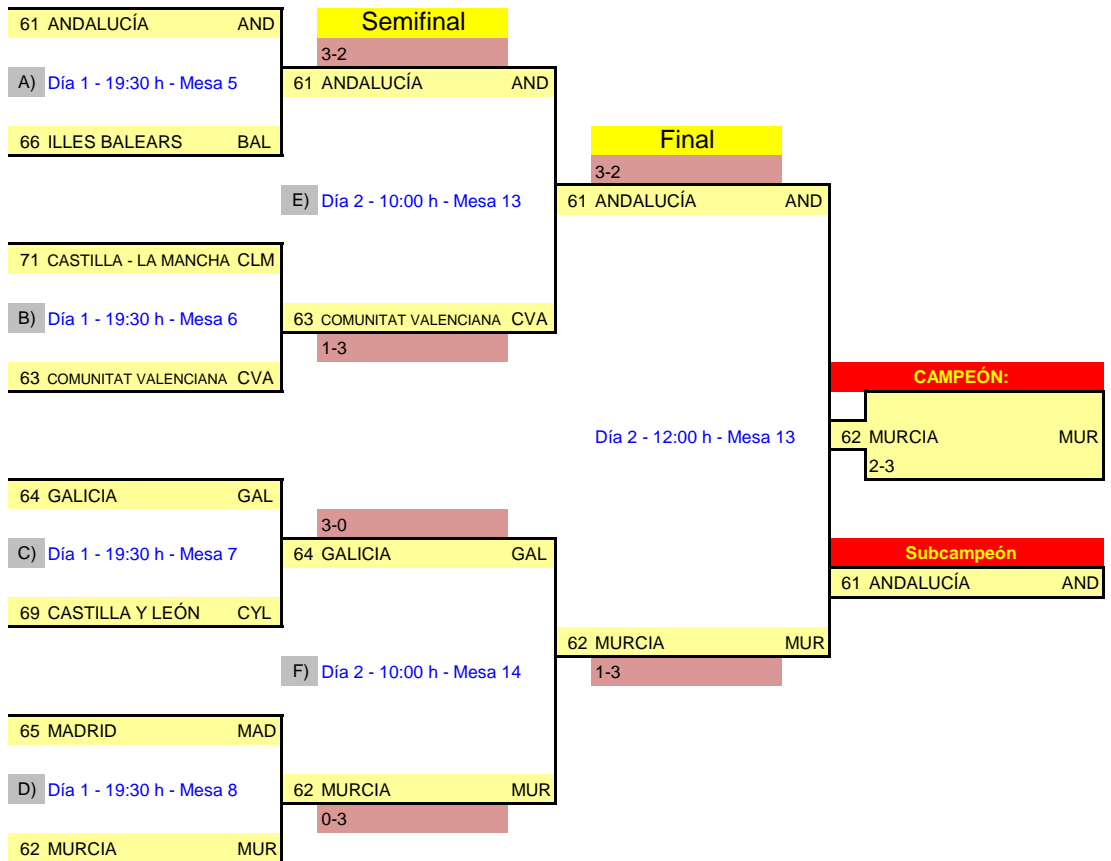 61 ANDALUCÍA AND
Semifinal
3-2
A) Día 1 - 19:30 h - Mesa 5
61 ANDALUCÍA AND
66 ILLES BALEARS BAL
Final
3-2
E) Día 2 - 10:00 h - Mesa 13
61 ANDALUCÍA AND
71 CASTILLA - LA MANCHA CLM
B) Día 1 - 19:30 h - Mesa 6
63 COMUNITAT VALENCIANA CVA
1-3
63 COMUNITAT VALENCIANA CVA
CAMPEÓN:
Día 2 - 12:00 h - Mesa 13
62 MURCIA MUR
2-3
64 GALICIA GAL
3-0
C) Día 1 - 19:30 h - Mesa 7
64 GALICIA GAL
Subcampeón
61 ANDALUCÍA AND
69 CASTILLA Y LEÓN CYL
62 MURCIA MUR
F) Día 2 - 10:00 h - Mesa 14
1-3
65 MADRID MAD
D) Día 1 - 19:30 h - Mesa 8
62 MURCIA MUR
0-3
62 MURCIA MUR